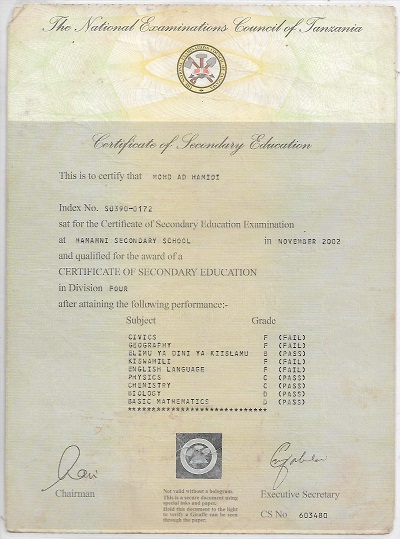 The National Examinations Council of Tanzania
Certificate of Secondary Education
This is to certify that MOHD AD HAMIDI
Index No. S0390-0172
sat for the Certificate of Secondary Education Examination
at MAMAMNI SECONDARY SCHOOL in NOVEMBER 2002
and qualified for the award of a
CERTIFICATE OF SECONDARY EDUCATION
in Division FOUR
after attaining the following performance:-
Subject Grade
CIVICS F (FAIL)
GEOGRAPHY F (FAIL)
ELIMU YA DINI YA KIISLAMU B (PASS)
KISWAHILI F (FAIL)
ENGLISH LANGUAGE F (FAIL)
PHYSICS C (PASS)
CHEMISTRY C (PASS)
BIOLOGY D (PASS)
BASIC MATHEMATICS D (PASS)
******************************
Chairman
Not valid without a hologram.
This is a secure document using
special inks and paper.
Hold this document to the light
to verify a Giraffe can be seen
through the paper.
Executive Secretary
CS No 603480